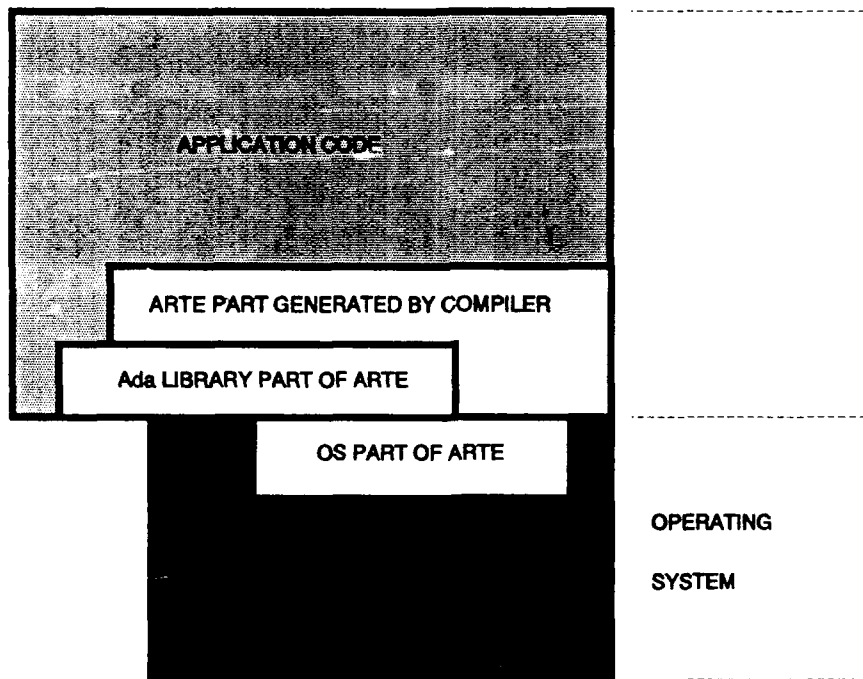 APPLICATION CODE
ARTE PART GENERATED BY COMPILER
Ada LIBRARY PART OF ARTE
OS PART OF ARTE
OPERATING
SYSTEM